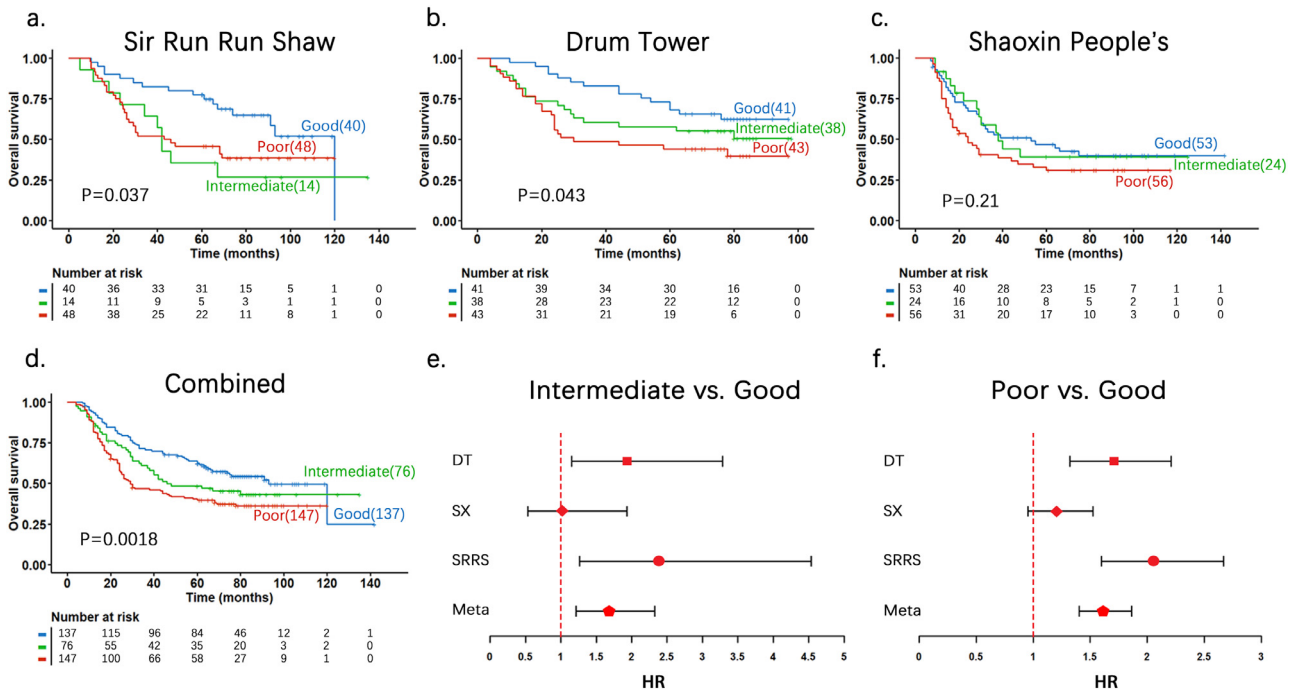 a.
Sir Run Run Shaw
Overall survival
1.00
0.75
0.50
0.25
0.00
Good(40)
Poor(48)
Intermediate(14)
P=0.037
0 20 40 60 80 100 120 140
Time (months)
Number at risk
40 36 33 31 15 5 1 0
14 11 9 5 3 1 1 0
48 38 25 22 11 8 1 0
b.
Drum Tower
Overall survival
1.00
0.75
0.50
0.25
0.00
Good(41)
Intermediate(38)
Poor(43)
P=0.043
0 20 40 60 80 100
Time (months)
Number at risk
41 39 34 30 16 0
38 28 23 22 12 0
43 31 21 19 6 0
c.
Shaoxin People's
Overall survival
1.00
0.75
0.50
0.25
0.00
Good(53)
Intermediate(24)
Poor(56)
P=0.21
0 20 40 60 80 100 120 140
Time (months)
Number at risk
53 40 28 23 15 7 1 1
24 16 10 8 5 2 1 0
56 31 20 17 10 3 0 0
d.
Combined
Overall survival
1.00
0.75
0.50
0.25
0.00
Intermediate(76)
Poor(147)
Good(137)
P=0.0018
0 20 40 60 80 100 120 140
Time (months)
Number at risk
137 115 96 84 46 12 2 1
76 55 42 35 20 3 2 0
147 100 66 58 27 9 1 0
e.
Intermediate vs. Good
DT
SX
SRRS
Meta
0 0.5 1 1.5 2 2.5 3 3.5 4 4.5 5
HR
f.
Poor vs. Good
DT
SX
SRRS
Meta
0 0.5 1 1.5 2 2.5 3
HR